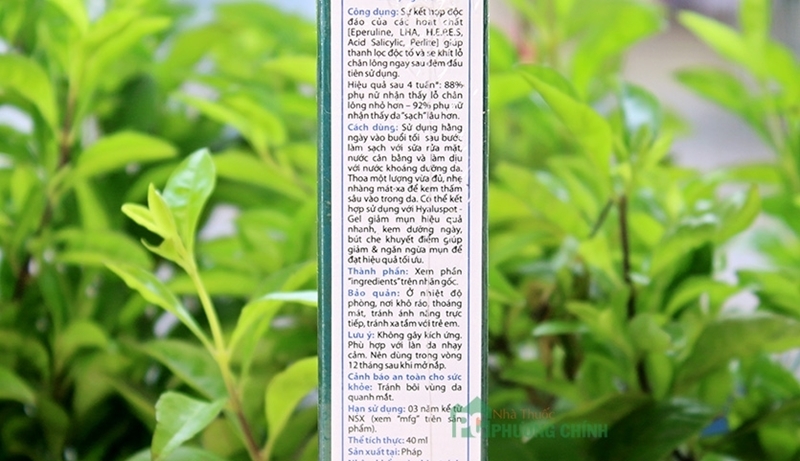 Công dụng: Sự kết hợp độc
đáo của các hoạt chất
[Eperuline, LHA, H.E.P.E.S,
Acid Salicylic, Perlite] giúp
thanh lọc độc tố và se khít lỗ
chân lông ngay sau đêm đầu
tiên sử dụng.
Hiệu quả sau 4 tuần*: 88%
phụ nữ nhận thấy lỗ chân
lông nhỏ hơn – 92% phụ nữ
nhận thấy da "sạch" lâu hơn.
Cách dùng: Sử dụng hằng
ngày vào buổi tối sau bước
làm sạch với sữa rửa mặt,
nước cân bằng và làm dịu
với nước khoáng dưỡng da.
Thoa một lượng vừa đủ, nhẹ
nhàng mát-xa để kem thấm
sâu vào trong da. Có thể kết
hợp sử dụng với Hyaluspot -
Gel giảm mụn hiệu quả
nhanh, kem dưỡng ngày,
bút che khuyết điểm giúp
giảm & ngăn ngừa mụn để
đạt hiệu quả tối ưu.
Thành phần: Xem phần
"ingredients" trên nhãn gốc.
Bảo quản: Ở nhiệt độ
phòng, nơi khô ráo, thoáng
mát, tránh ánh nắng trực
tiếp, tránh xa tầm với trẻ em.
Lưu ý: Không gây kích ứng.
Phù hợp với làn da nhạy
cảm. Nên dùng trong vòng
12 tháng sau khi mở nắp.
Cảnh báo an toàn cho sức
khỏe: Tránh bôi vùng da
quanh mắt.
Hạn sử dụng: 03 năm kể từ
NSX (xem "mfg" trên sản
phẩm).
Thể tích thực: 40 ml
Sản xuất tại: Pháp
Nhà Thuốc
PHƯƠNG CHÍNH